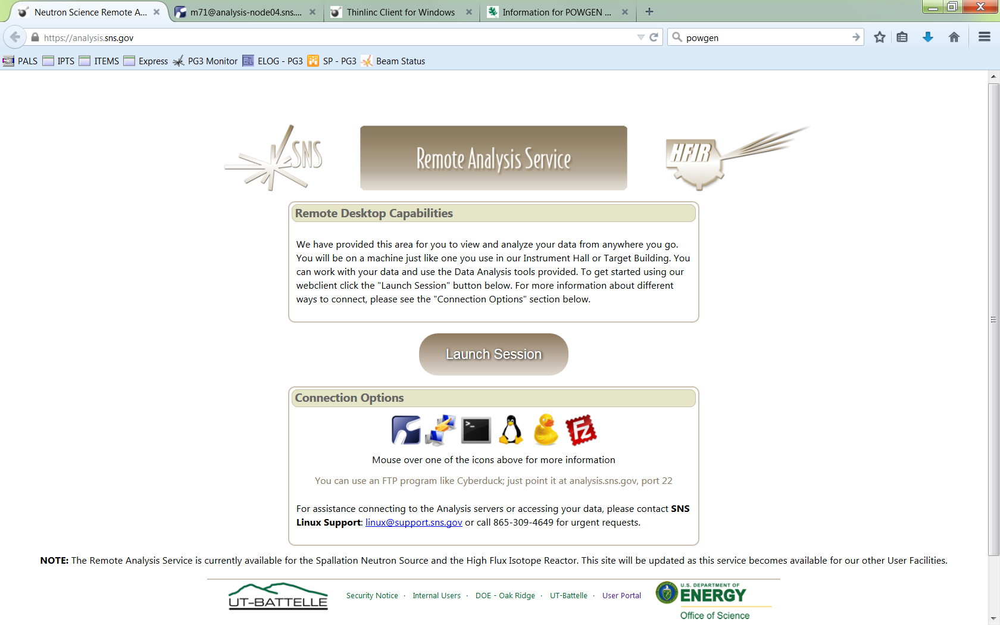 Neutron Science Remote A...
m71@analysis-node04.sns....
Thinlinc Client for Windows
Information for POWGEN ...
https://analysis.sns.gov
powgen
PALS
IPTS
ITEMS
Express
PG3 Monitor
ELOG - PG3
SP - PG3
Beam Status
SNS
Remote Analysis Service
HFIR
Remote Desktop Capabilities
We have provided this area for you to view and analyze your data from anywhere you go.
You will be on a machine just like one you use in our Instrument Hall or Target Building. You
can work with your data and use the Data Analysis tools provided. To get started using our
webclient click the "Launch Session" button below. For more information about different
ways to connect, please see the "Connection Options" section below.
Launch Session
Connection Options
>_
FZ
Mouse over one of the icons above for more information
You can use an FTP program like Cyberduck; just point it at analysis.sns.gov, port 22
For assistance connecting to the Analysis servers or accessing your data, please contact SNS
Linux Support: linux@support.sns.gov or call 865-309-4649 for urgent requests.
NOTE: The Remote Analysis Service is currently available for the Spallation Neutron Source and the High Flux Isotope Reactor. This site will be updated as this service becomes available for our other User Facilities.
UT-BATTELLE
Security Notice · Internal Users · DOE - Oak Ridge · UT-Battelle · User Portal
U.S. DEPARTMENT OF
ENERGY
Office of Science